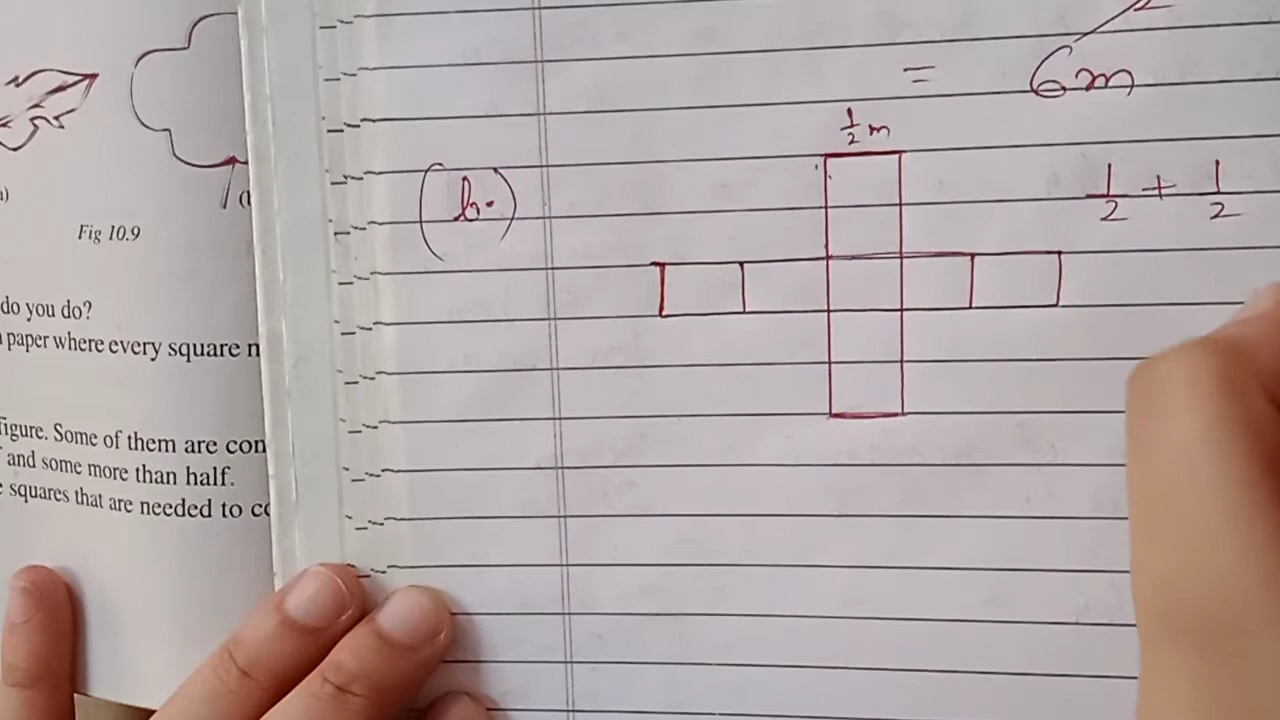 = 6m
1/2 m
(b.)
1/2 + 1/2
Fig 10.9
do you do?
paper where every square
figure. Some of them are con
and some more than half.
squares that are needed to